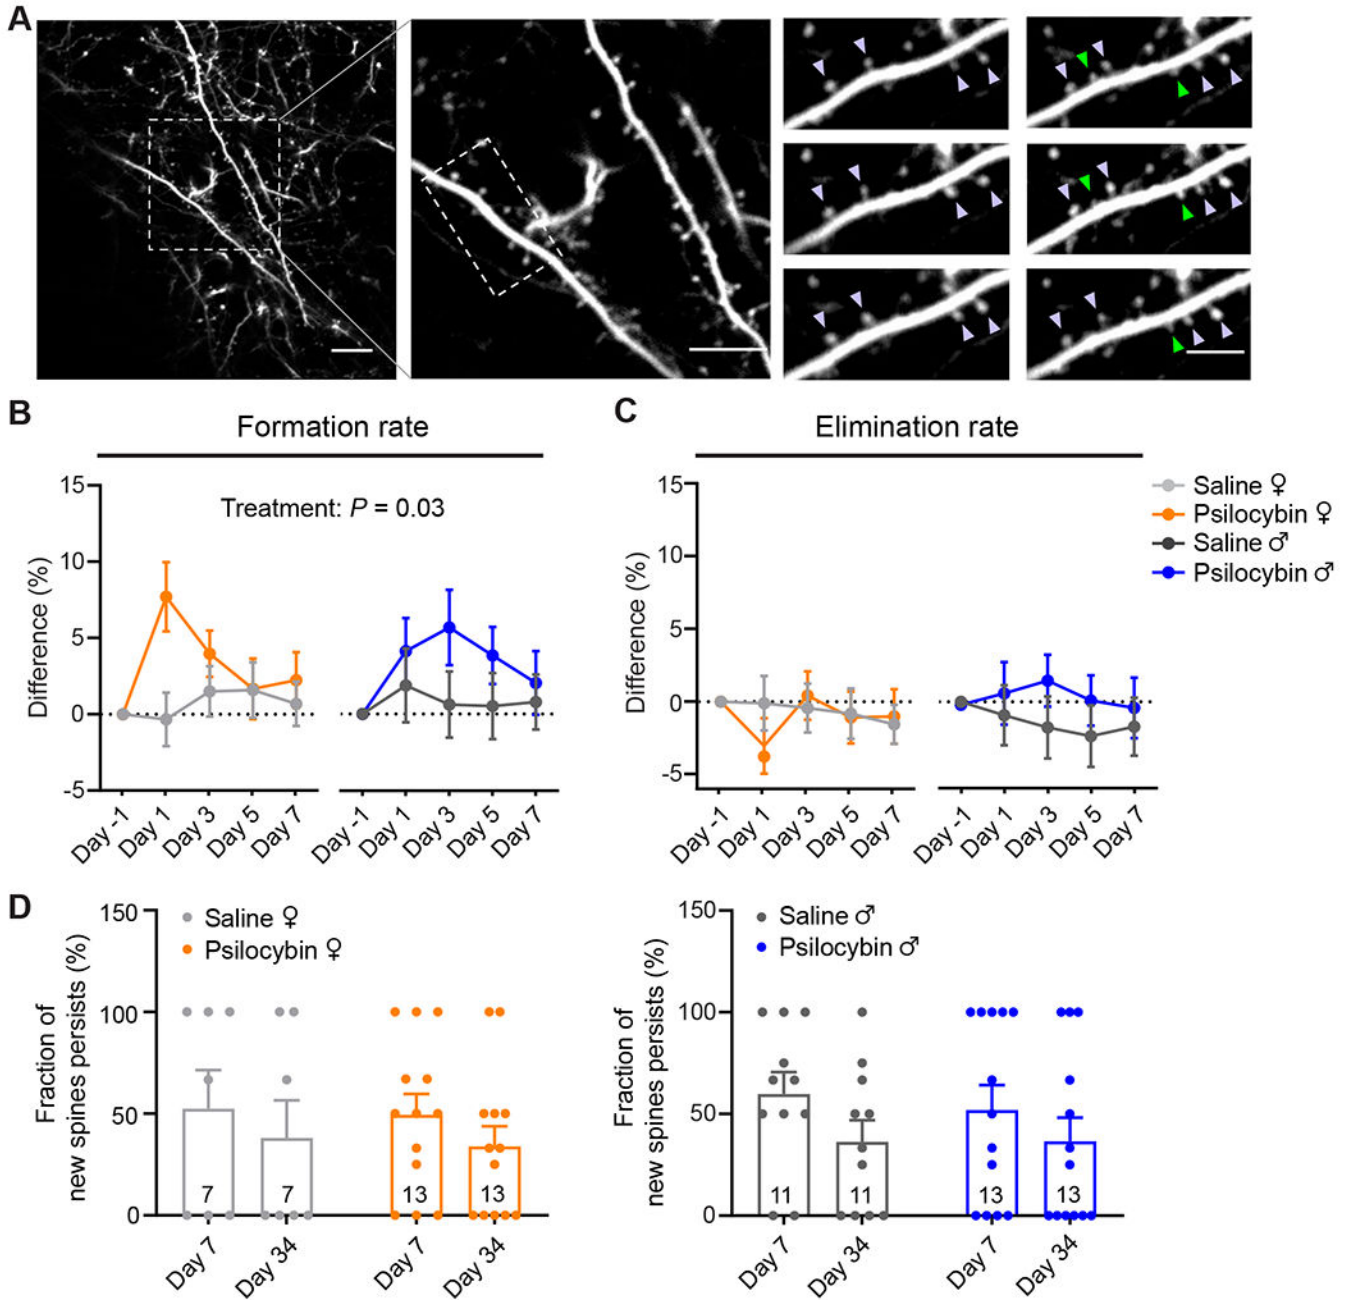 A
B
Formation rate
Treatment: P = 0.03
Difference (%)
15
10
5
0
-5
Day -1
Day 1
Day 3
Day 5
Day 7
Day -1
Day 1
Day 3
Day 5
Day 7
C
Elimination rate
Difference (%)
15
10
5
0
-5
Day -1
Day 1
Day 3
Day 5
Day 7
Day -1
Day 1
Day 3
Day 5
Day 7
Saline ♀
Psilocybin ♀
Saline ♂
Psilocybin ♂
D
Fraction of
new spines persists (%)
150
100
50
0
Saline ♀
Psilocybin ♀
7
7
13
13
Day 7
Day 34
Day 7
Day 34
Fraction of
new spines persists (%)
150
100
50
0
Saline ♂
Psilocybin ♂
11
11
13
13
Day 7
Day 34
Day 7
Day 34